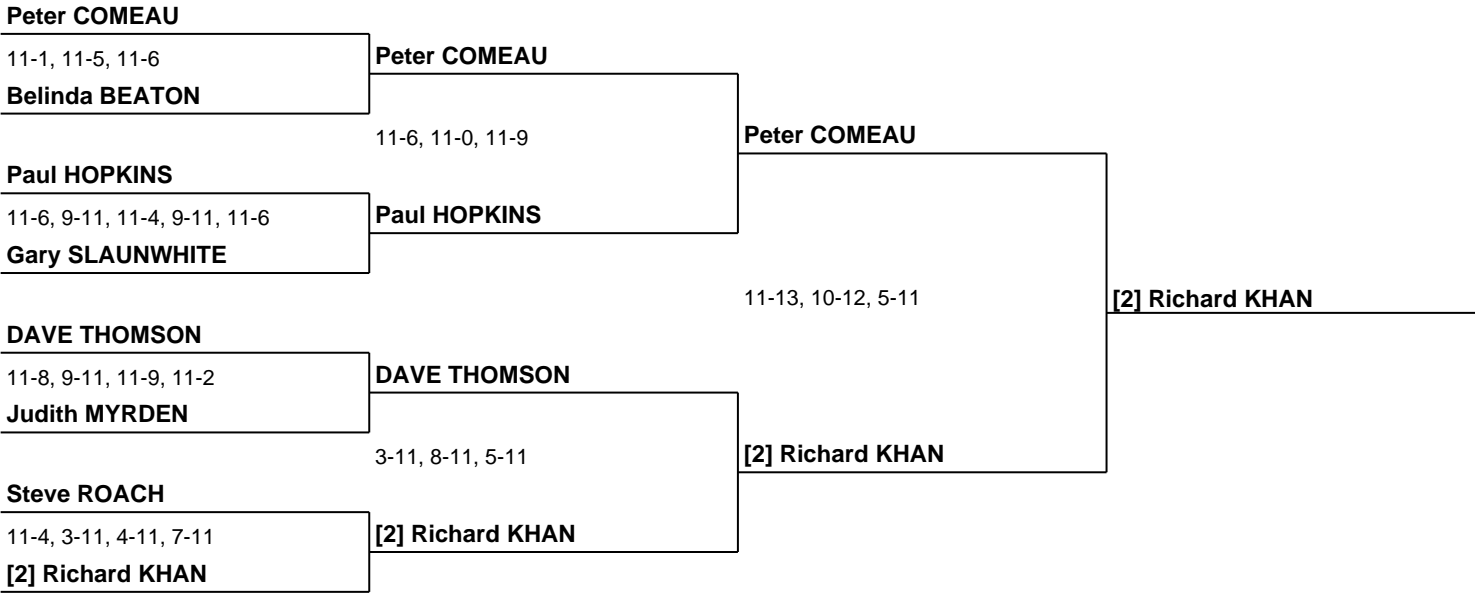 Peter COMEAU
11-1, 11-5, 11-6
Belinda BEATON
Paul HOPKINS
11-6, 9-11, 11-4, 9-11, 11-6
Gary SLAUNWHITE
DAVE THOMSON
11-8, 9-11, 11-9, 11-2
Judith MYRDEN
Steve ROACH
11-4, 3-11, 4-11, 7-11
[2] Richard KHAN
Peter COMEAU
11-6, 11-0, 11-9
Paul HOPKINS
DAVE THOMSON
3-11, 8-11, 5-11
[2] Richard KHAN
Peter COMEAU
11-13, 10-12, 5-11
[2] Richard KHAN
[2] Richard KHAN